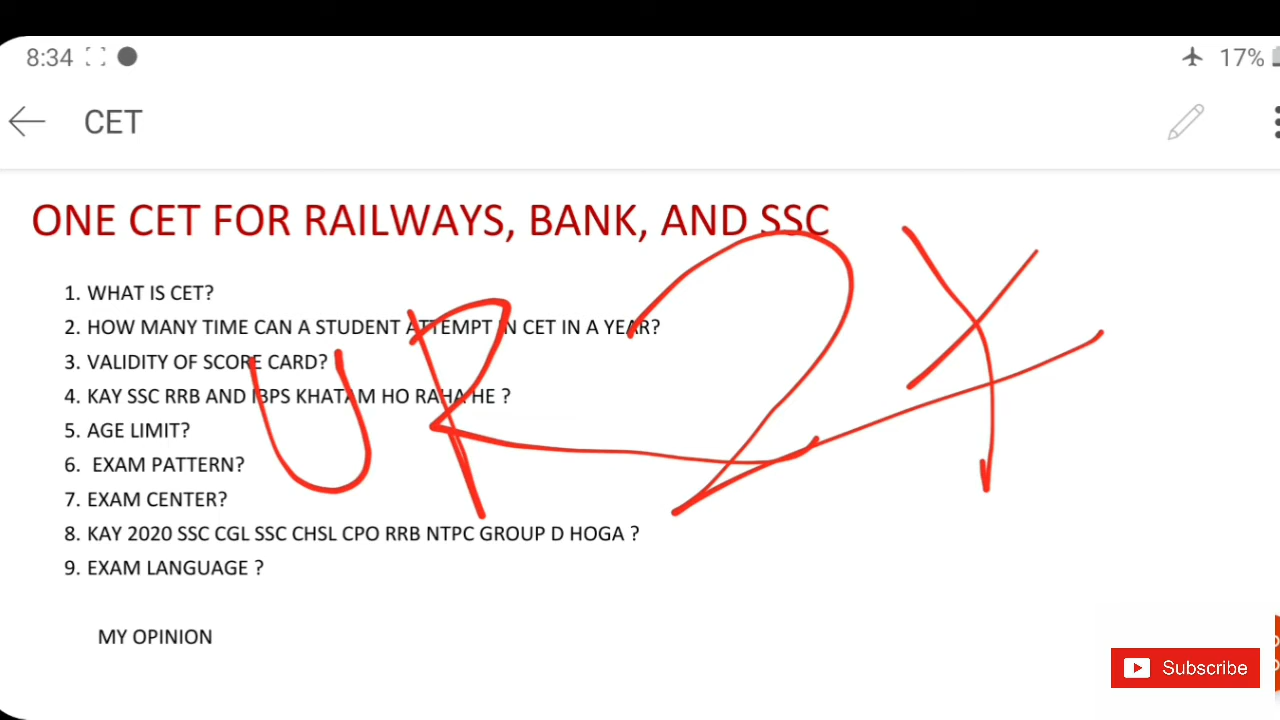 8:34
17%
CET
ONE CET FOR RAILWAYS, BANK, AND SSC
1. WHAT IS CET?
2. HOW MANY TIME CAN A STUDENT ATTEMPT IN CET IN A YEAR?
3. VALIDITY OF SCORE CARD?
4. KAY SSC RRB AND IBPS KHATAM HO RAHA HE ?
5. AGE LIMIT?
6. EXAM PATTERN?
7. EXAM CENTER?
8. KAY 2020 SSC CGL SSC CHSL CPO RRB NTPC GROUP D HOGA ?
9. EXAM LANGUAGE ?
UR 2Y
MY OPINION
Subscribe